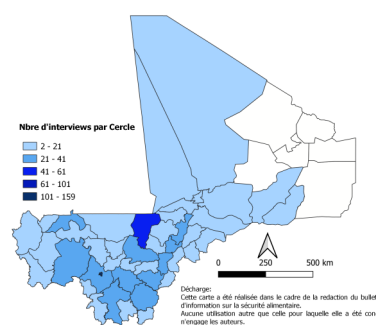 Nbre d'interviews par Cercle
2 - 21
21 - 41
41 - 61
61 - 101
101 - 159
0 250 500 km
Décharge:
Cette carte a été réalisée dans le cadre de la redaction du bullet
d'information sur la sécurité alimentaire.
Aucune utilisation autre que celle pour laquelle elle a été con
n'engage les auteurs.